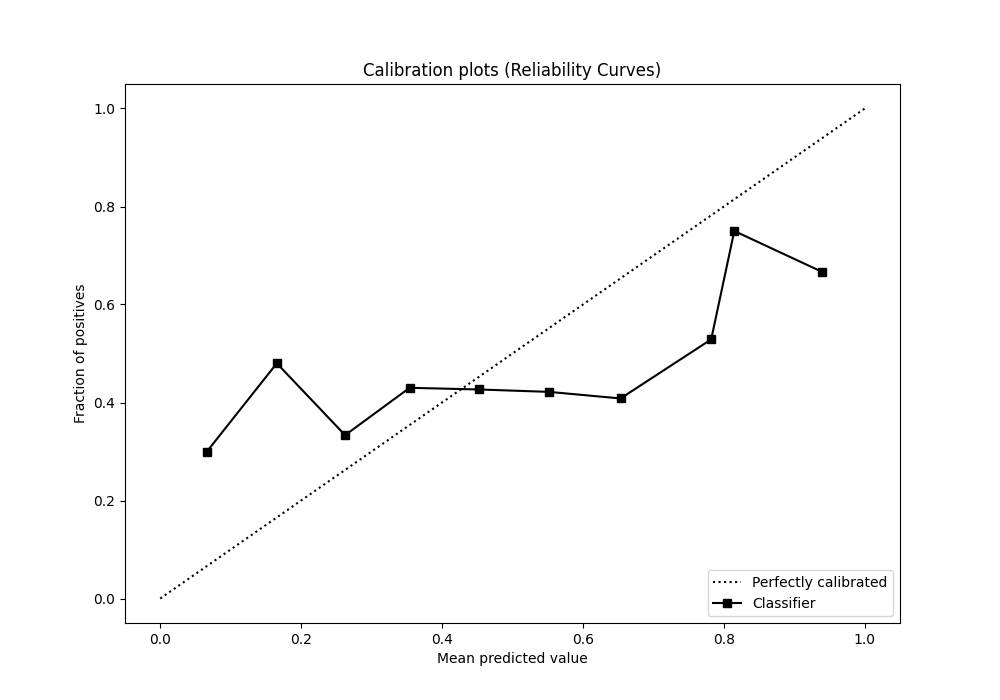 Calibration plots (Reliability Curves)
Fraction of positives
1.0
0.8
0.6
0.4
0.2
0.0
0.0 0.2 0.4 0.6 0.8 1.0
Mean predicted value
Perfectly calibrated
Classifier